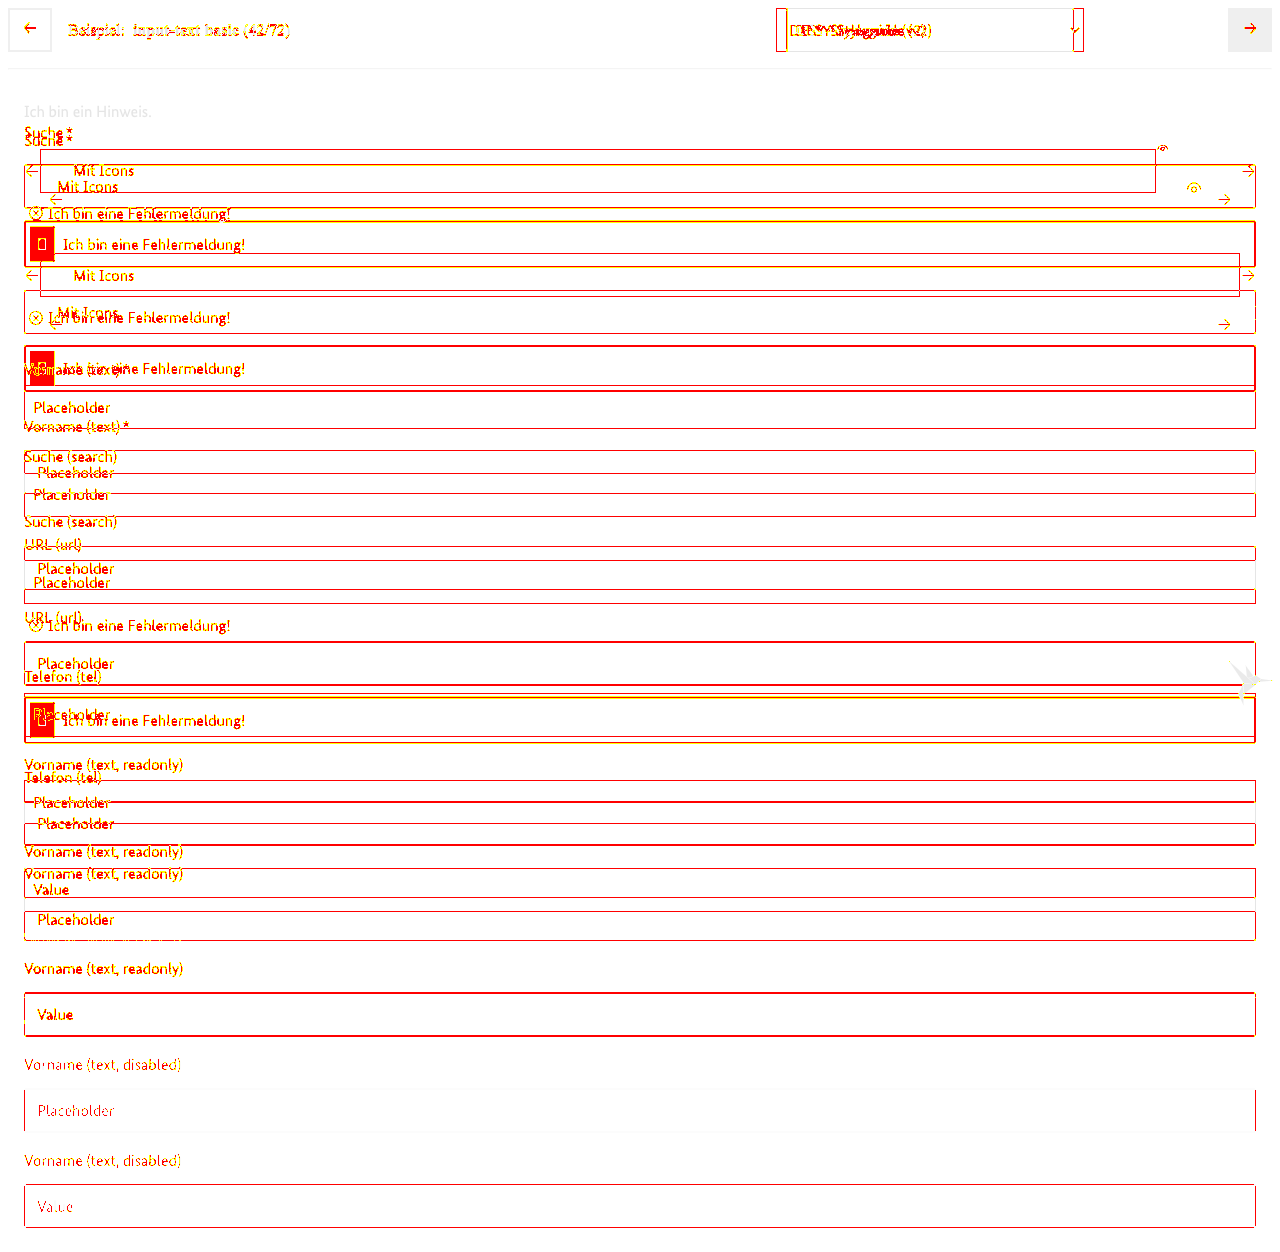 Beispiel: Input-text basic (42/72)
Ich bin ein Hinweis.
Suche *
Suche *
Mit Icons
Mit Icons
Ich bin eine Fehlermeldung!
Ich bin eine Fehlermeldung!
Mit Icons
Mit Icons
Ich bin eine Fehlermeldung!
Ich bin eine Fehlermeldung!
Vorname (text) *
Placeholder
Vorname (text) *
Suche (search)
Placeholder
Placeholder
Suche (search)
URL (url)
Placeholder
Placeholder
URL (url)
Ich bin eine Fehlermeldung!
Placeholder
Telefon (tel)
Placeholder
Ich bin eine Fehlermeldung!
Vorname (text, readonly)
Telefon (tel)
Placeholder
Placeholder
Vorname (text, readonly)
Vorname (text, readonly)
Value
Placeholder
Vorname (text, readonly)
Value
Vorname (text, disabled)
Placeholder
Vorname (text, disabled)
Value